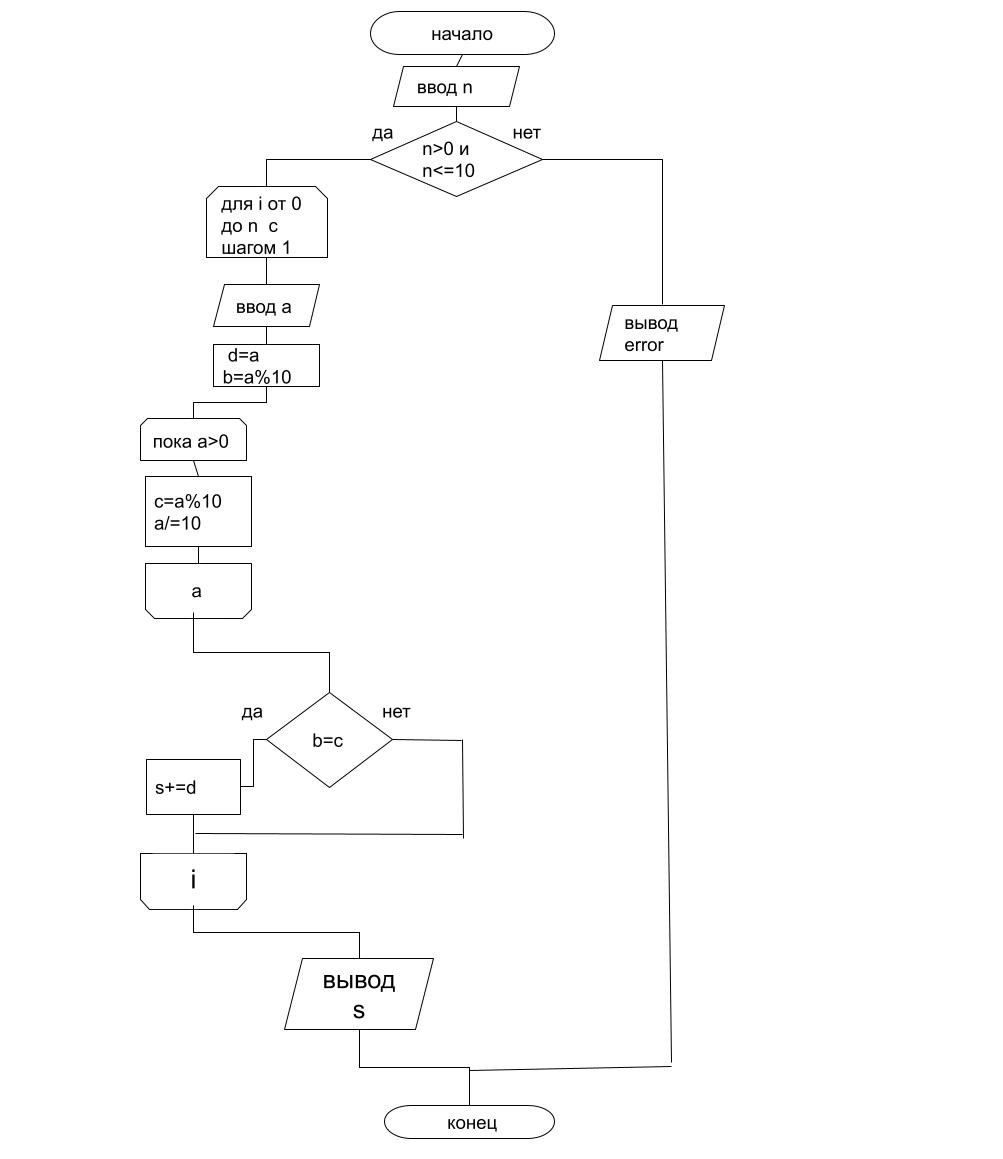 начало
ввод n
да
нет
n>0 и
n<=10
для i от 0
до n с
шагом 1
ввод a
d=a
b=a%10
пока a>0
c=a%10
a/=10
a
вывод
error
да
нет
b=c
s+=d
i
вывод
s
конец